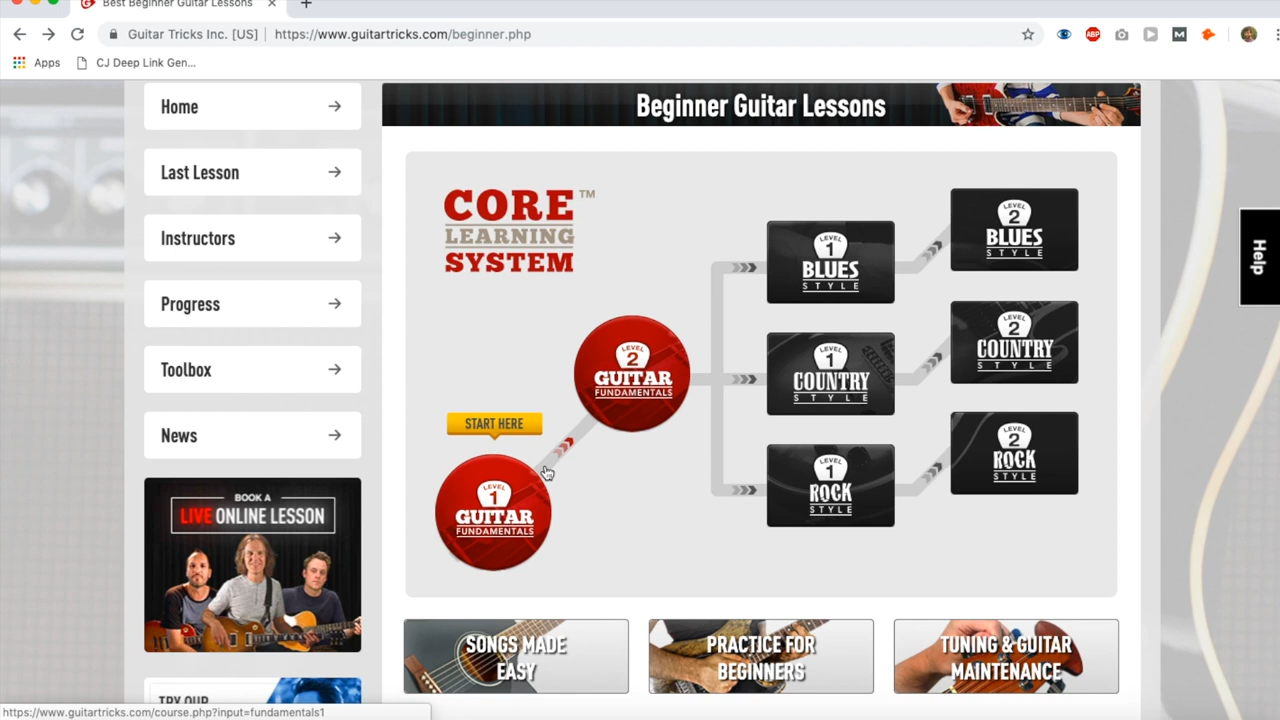 Best Beginner Guitar Lessons
Guitar Tricks Inc. [US] | https://www.guitartricks.com/beginner.php
ABP
M
Apps
CJ Deep Link Gen...
Home
Last Lesson
Instructors
Progress
Toolbox
News
BOOK A
LIVE ONLINE LESSON
TRY OUR
Beginner Guitar Lessons
CORE™
LEARNING
SYSTEM
START HERE
LEVEL
1
GUITAR
FUNDAMENTALS
LEVEL
2
GUITAR
FUNDAMENTALS
LEVEL
1
BLUES
STYLE
LEVEL
2
BLUES
STYLE
LEVEL
1
COUNTRY
STYLE
LEVEL
2
COUNTRY
STYLE
LEVEL
1
ROCK
STYLE
LEVEL
2
ROCK
STYLE
SONGS MADE
EASY
PRACTICE FOR
BEGINNERS
TUNING & GUITAR
MAINTENANCE
Help
https://www.guitartricks.com/course.php?input=fundamentals1